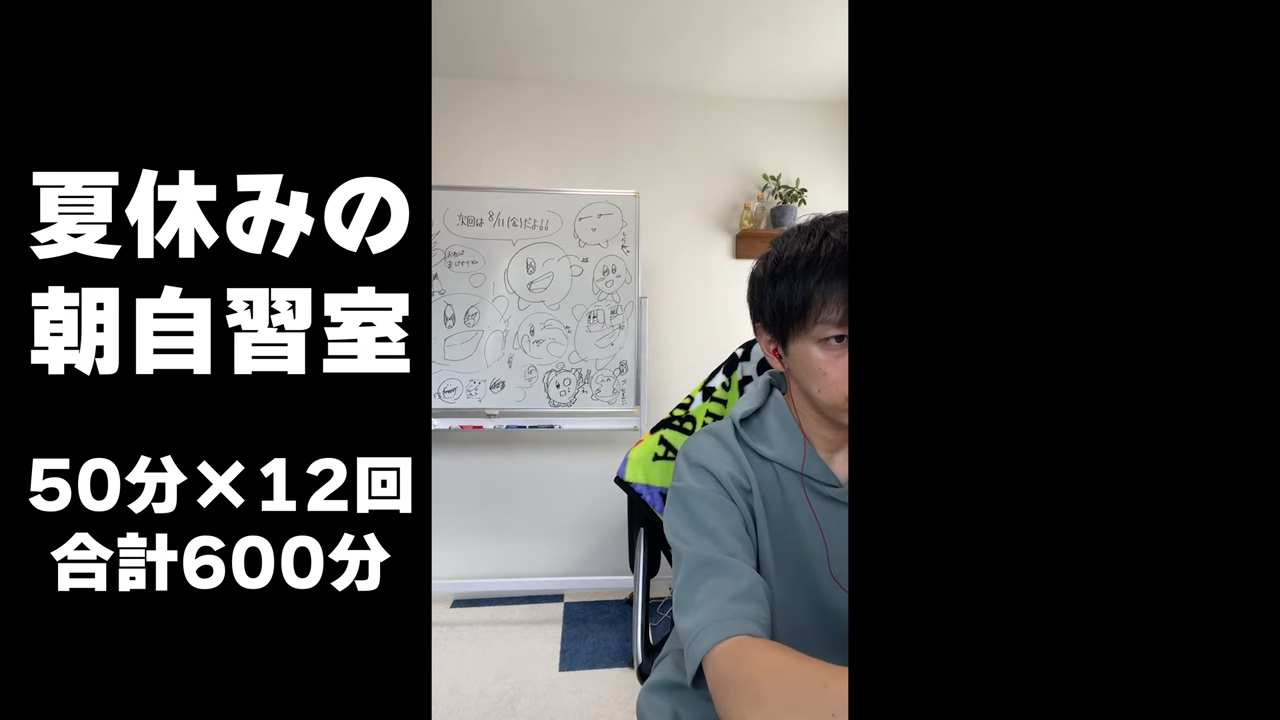 夏休みの
朝自習室
50分×12回
合計600分
次回は 8/11(金)だよ!!